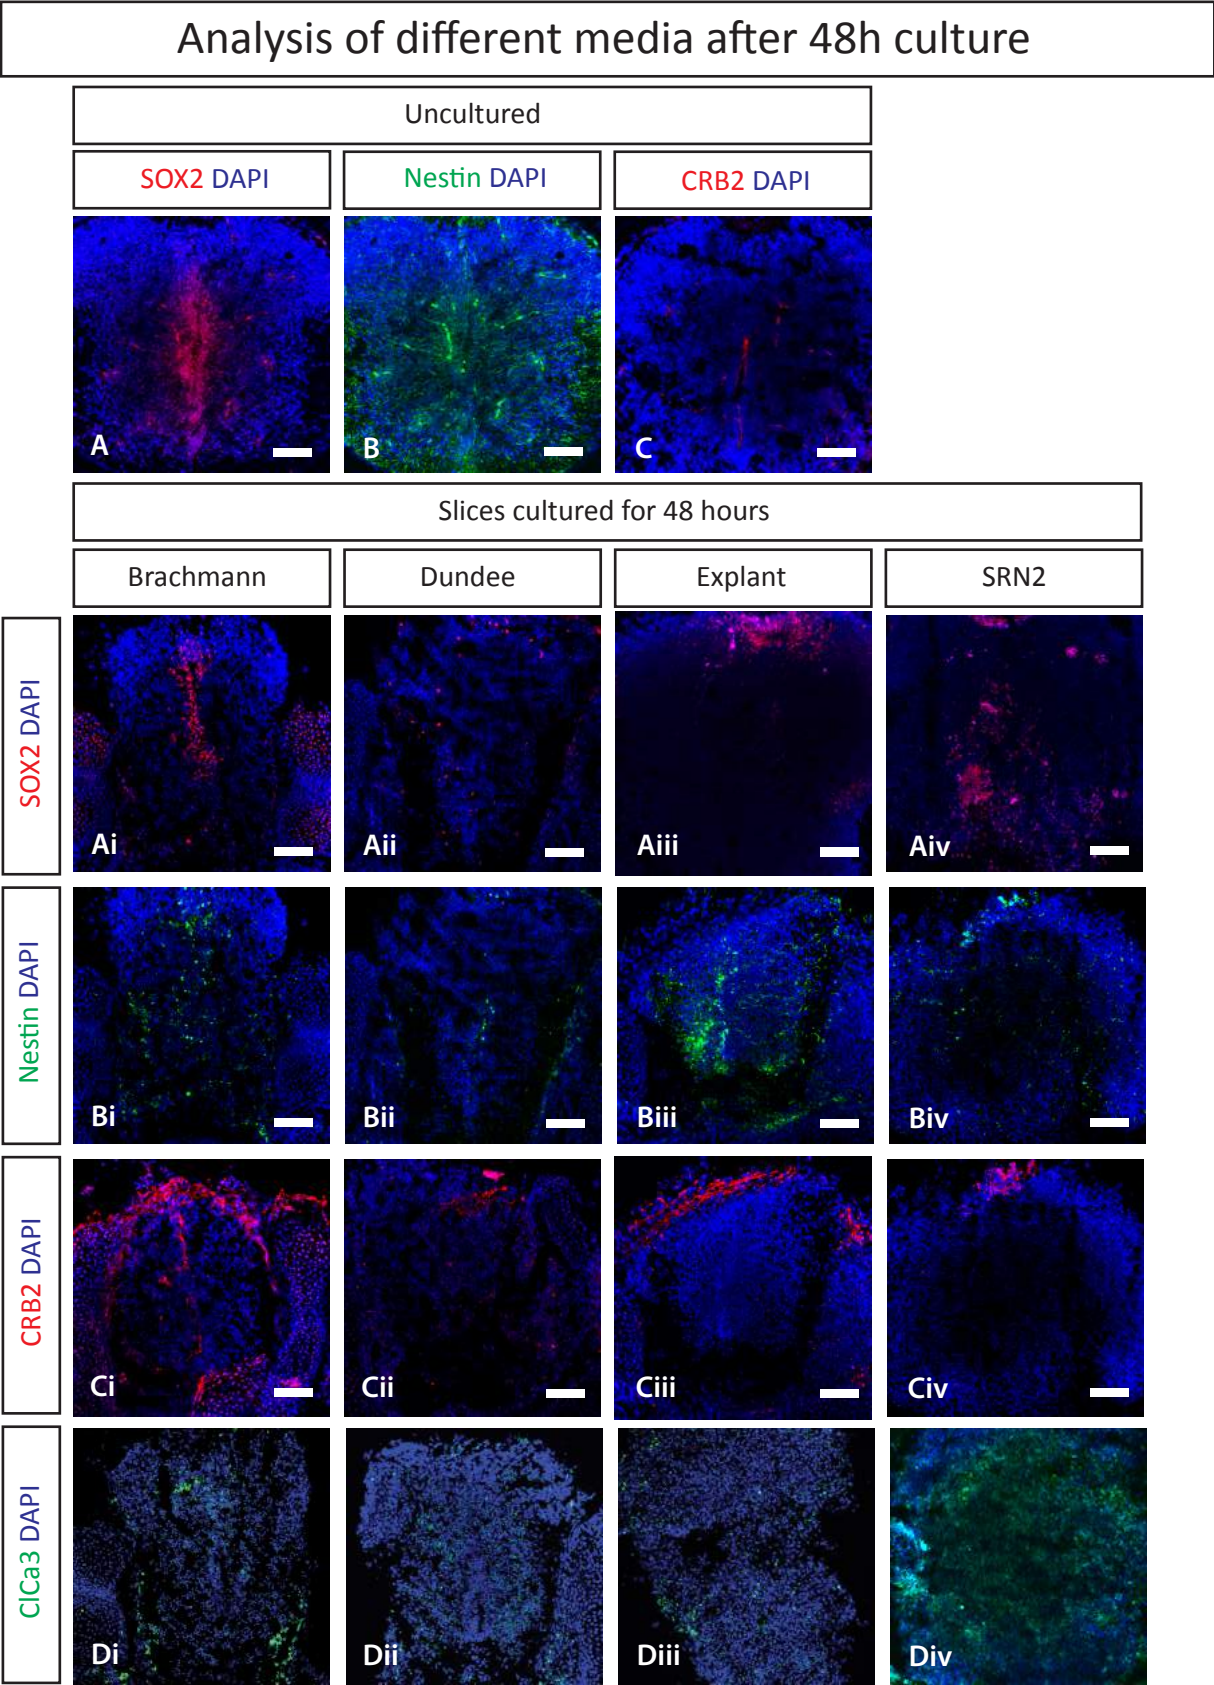 Analysis of different media after 48h culture
Uncultured
SOX2 DAPI
Nestin DAPI
CRB2 DAPI
A
B
C
Slices cultured for 48 hours
Brachmann
Dundee
Explant
SRN2
SOX2 DAPI
Ai
Aii
Aiii
Aiv
Nestin DAPI
Bi
Bii
Biii
Biv
CRB2 DAPI
Ci
Cii
Ciii
Civ
ClCa3 DAPI
Di
Dii
Diii
Div